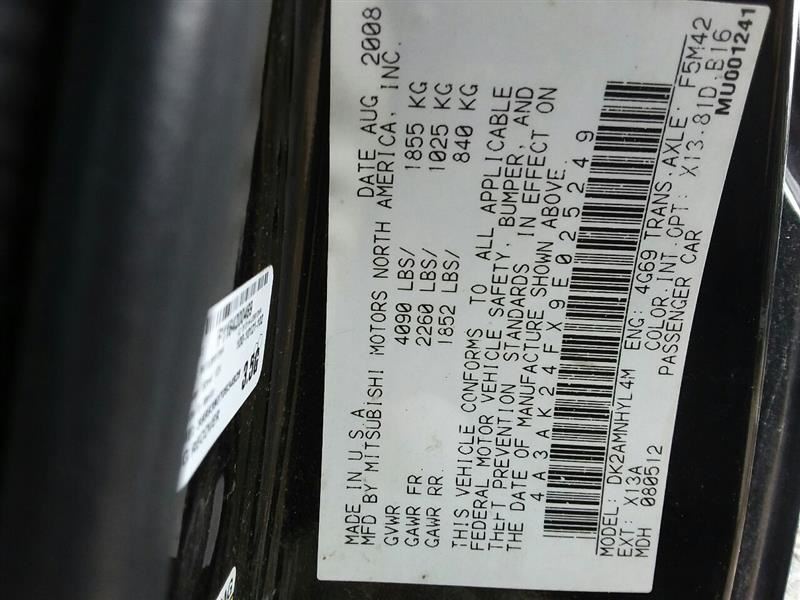 MADE IN U.S.A DATE AUG 2008
MFD BY MITSUBISHI MOTORS NORTH AMERICA, INC.
GVWR 4090 LBS/ 1855 KG
GAWR FR. 2260 LBS/ 1025 KG
GAWR RR. 1852 LBS/ 840 KG
THIS VEHICLE CONFORMS TO ALL APPLICABLE
FEDERAL MOTOR VEHICLE SAFETY, BUMPER, AND
THEFT PREVENTION STANDARDS IN EFFECT ON
THE DATE OF MANUFACTURE SHOWN ABOVE.
4A3AK24FX9E025249
MODEL: DK2AMNHYL4M ENG: 4G69 TRANS.AXLE: F5M42
EXT: X13A COLOR.INT.OPT: X13.81D.B16
MDH 080512 PASSENGER CAR MU001241
3.5G